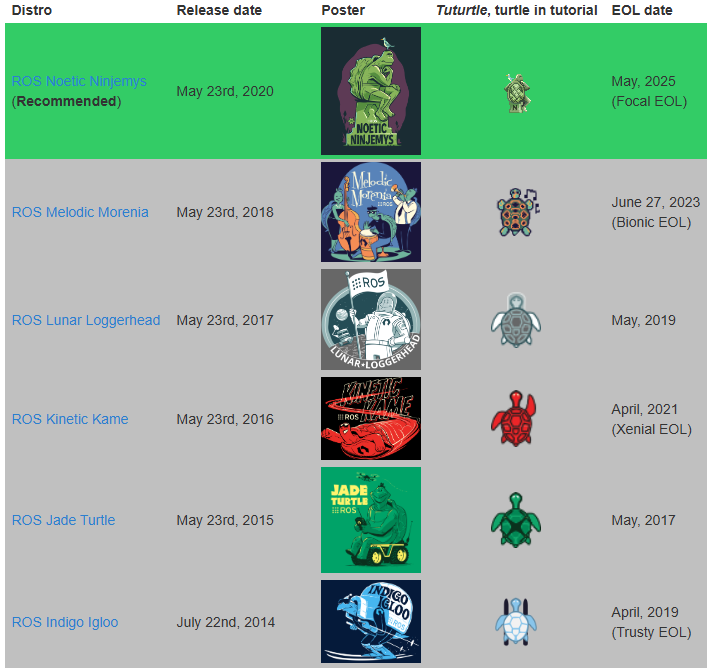 Distro Release date Poster Tuturtle, turtle in tutorial EOL date
ROS Noetic Ninjemys
(Recommended)
May 23rd, 2020
NOETIC
NINJEMYS
N
May, 2025
(Focal EOL)
ROS Melodic Morenia
May 23rd, 2018
Melodic
Morenia
ROS
June 27, 2023
(Bionic EOL)
ROS Lunar Loggerhead
May 23rd, 2017
ROS
LUNAR•LOGGERHEAD
May, 2019
ROS Kinetic Kame
May 23rd, 2016
KINETIC
KAME
ROS
April, 2021
(Xenial EOL)
ROS Jade Turtle
May 23rd, 2015
JADE
TURTLE
ROS
May, 2017
ROS Indigo Igloo
July 22nd, 2014
INDIGO
IGLOO
ROS
April, 2019
(Trusty EOL)